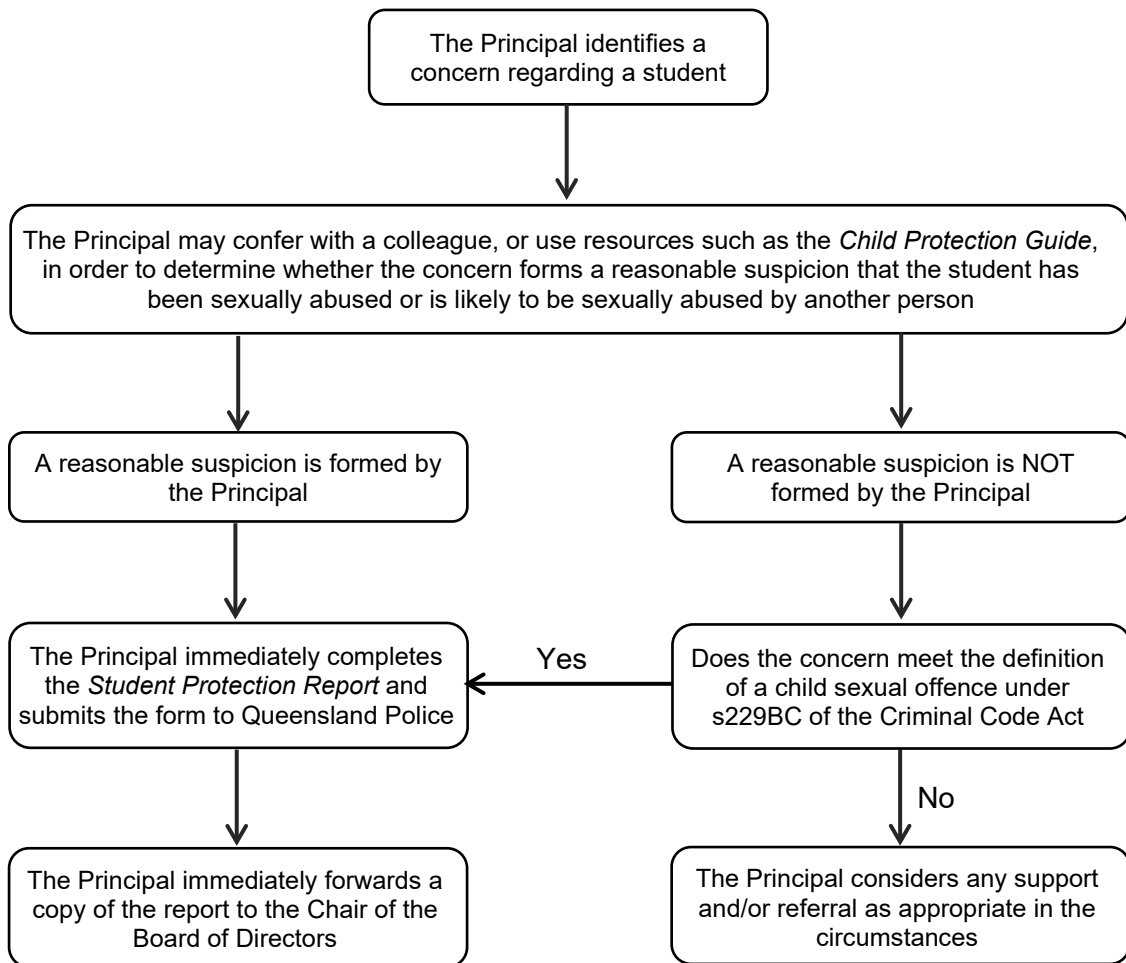 The Principal identifies a
concern regarding a student
The Principal may confer with a colleague, or use resources such as the Child Protection Guide,
in order to determine whether the concern forms a reasonable suspicion that the student has
been sexually abused or is likely to be sexually abused by another person
A reasonable suspicion is formed by
the Principal
A reasonable suspicion is NOT
formed by the Principal
The Principal immediately completes
the Student Protection Report and
submits the form to Queensland Police
Yes
Does the concern meet the definition
of a child sexual offence under
s229BC of the Criminal Code Act
No
The Principal immediately forwards a
copy of the report to the Chair of the
Board of Directors
The Principal considers any support
and/or referral as appropriate in the
circumstances